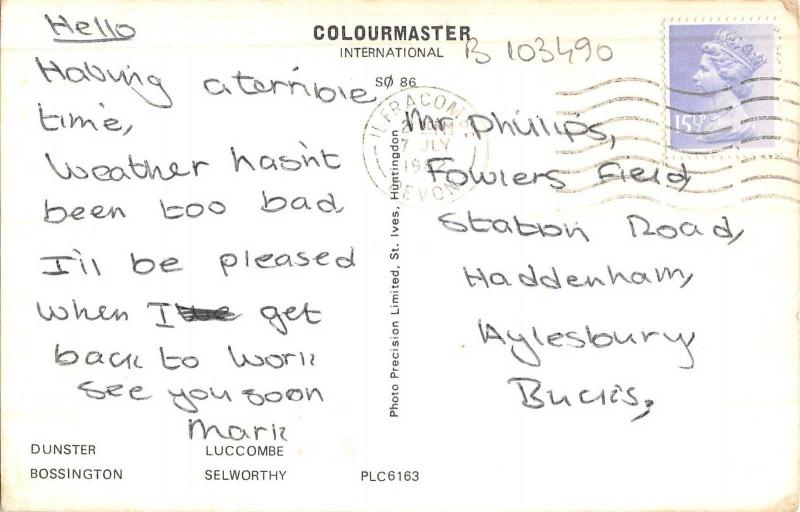 Hello
COLOURMASTER
INTERNATIONAL
B 103490
SØ 86
Having a terrible
time,
Weather hasn't
been too bad
I'll be pleased
when I get
back to work
see you soon
Mark
Mr Phillips,
Fowlers Field
Station Road,
Haddenham,
Aylesbury
Bucks,
15½P
ILFRACOMBE
7 JLY
DEVON
Photo Precision Limited, St. Ives, Huntingdon
DUNSTER LUCCOMBE
BOSSINGTON SELWORTHY PLC6163